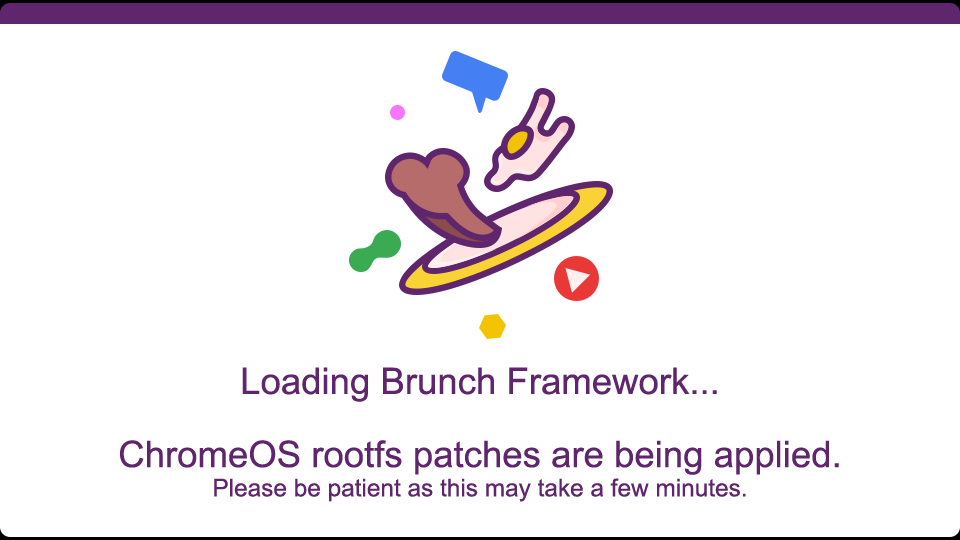 Loading Brunch Framework...
ChromeOS rootfs patches are being applied.
Please be patient as this may take a few minutes.